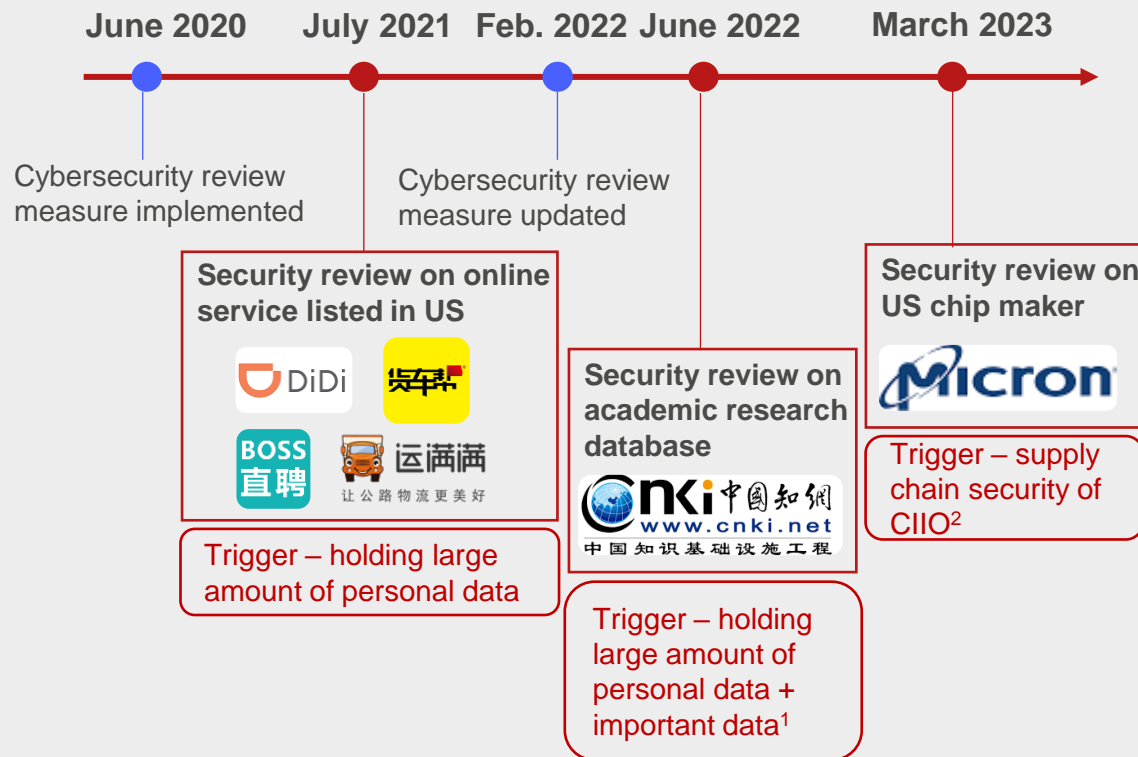 June 2020
July 2021
Feb. 2022
June 2022
March 2023
Cybersecurity review
measure implemented
Cybersecurity review
measure updated
Security review on online
service listed in US
DiDi
货车帮
BOSS
直聘
运满满
让公路物流更美好
Trigger – holding large
amount of personal data
Security review on
academic research
database
CNKi中國知網
www.cnki.net
中国知识基础设施工程
Trigger – holding
large amount of
personal data +
important data¹
Security review on
US chip maker
Micron
Trigger – supply
chain security of
CIIO²